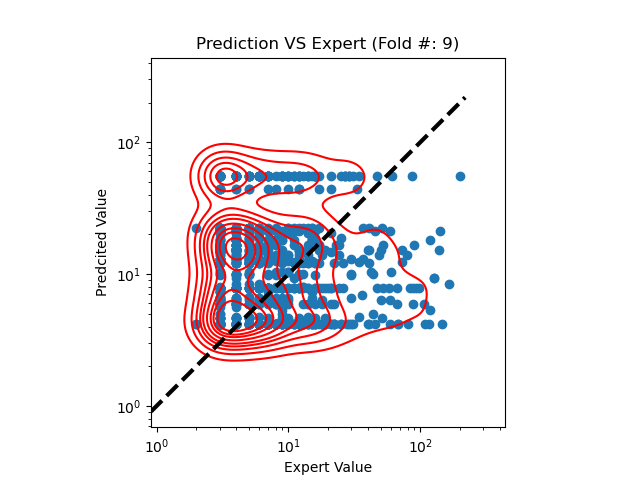 Prediction VS Expert (Fold #: 9)
Predcited Value
10²
10¹
10⁰
10⁰ 10¹ 10²
Expert Value